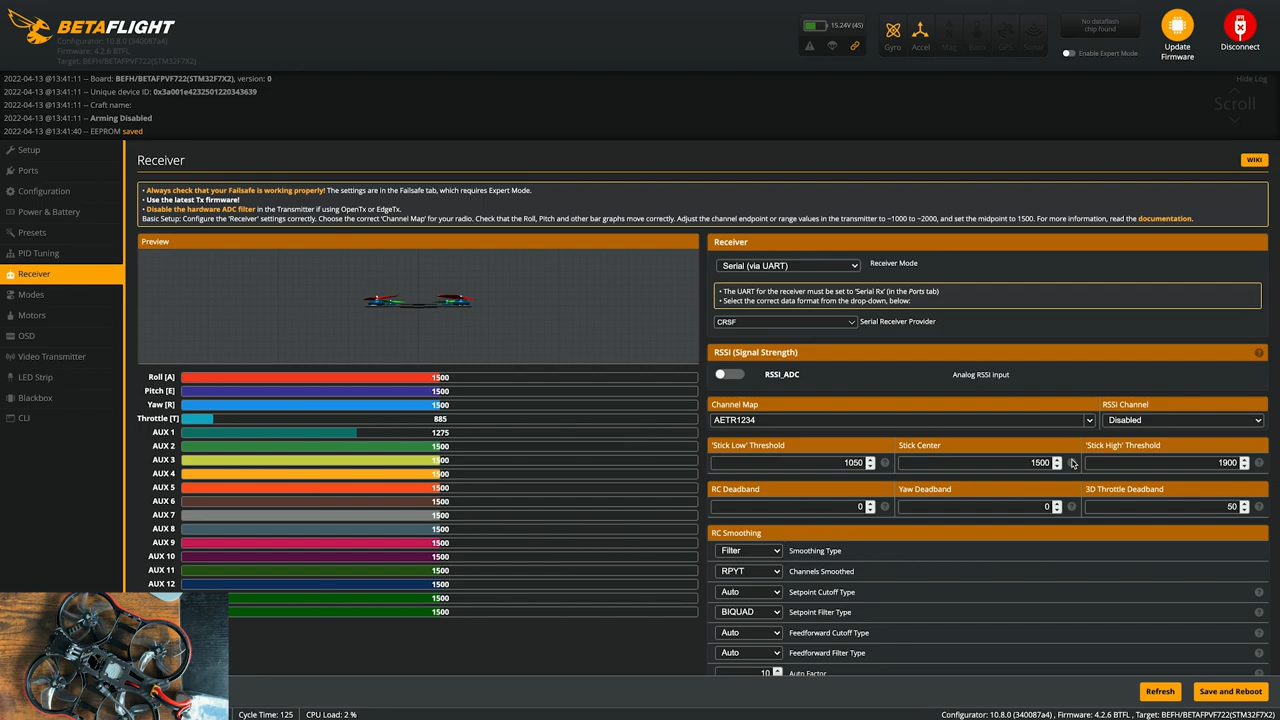 BETAFLIGHT
Configurator: 10.8.0 (340087a4)
Firmware: 4.2.6 BTFL
Target: BEFH/BETAFPVF722(STM32F7X2)
15.24V (4S)
Gyro
Accel
Mag
Baro
GPS
Sonar
No dataflash
chip found
Enable Expert Mode
Update
Firmware
Disconnect
2022-04-13 @13:41:11 -- Board: BEFH/BETAFPVF722(STM32F7X2), version: 0
2022-04-13 @13:41:11 -- Unique device ID: 0x3a001e4232501220343639
2022-04-13 @13:41:11 -- Craft name:
2022-04-13 @13:41:11 -- Arming Disabled
2022-04-13 @13:41:40 -- EEPROM saved
Hide Log
Scroll
Setup
Ports
Configuration
Power & Battery
Presets
PID Tuning
Receiver
Modes
Motors
OSD
Video Transmitter
LED Strip
Blackbox
CLI
Receiver
WIKI
• Always check that your Failsafe is working properly! The settings are in the Failsafe tab, which requires Expert Mode.
• Use the latest Tx firmware!
• Disable the hardware ADC filter in the Transmitter if using OpenTx or EdgeTx.
Basic Setup: Configure the 'Receiver' settings correctly. Choose the correct 'Channel Map' for your radio. Check that the Roll, Pitch and other bar graphs move correctly. Adjust the channel endpoint or range values in the transmitter to ~1000 to ~2000, and set the midpoint to 1500. For more information, read the documentation.
Preview
Roll [A] 1500
Pitch [E] 1500
Yaw [R] 1500
Throttle [T] 885
AUX 1 1275
AUX 2 1500
AUX 3 1500
AUX 4 1500
AUX 5 1500
AUX 6 1500
AUX 7 1500
AUX 8 1500
AUX 9 1500
AUX 10 1500
AUX 11 1500
AUX 12 1500
1500
1500
Receiver
Serial (via UART) Receiver Mode
• The UART for the receiver must be set to 'Serial Rx' (in the Ports tab)
• Select the correct data format from the drop-down, below:
CRSF Serial Receiver Provider
RSSI (Signal Strength)
RSSI_ADC Analog RSSI input
Channel Map RSSI Channel
AETR1234 Disabled
'Stick Low' Threshold Stick Center 'Stick High' Threshold
1050 1500 1900
RC Deadband Yaw Deadband 3D Throttle Deadband
0 0 50
RC Smoothing
Filter Smoothing Type
RPYT Channels Smoothed
Auto Setpoint Cutoff Type
BIQUAD Setpoint Filter Type
Auto Feedforward Cutoff Type
Auto Feedforward Filter Type
10 Auto Factor
Refresh
Save and Reboot
Cycle Time: 125 CPU Load: 2 %
Configurator: 10.8.0 (340087a4), Firmware: 4.2.6 BTFL, Target: BEFH/BETAFPVF722(STM32F7X2)